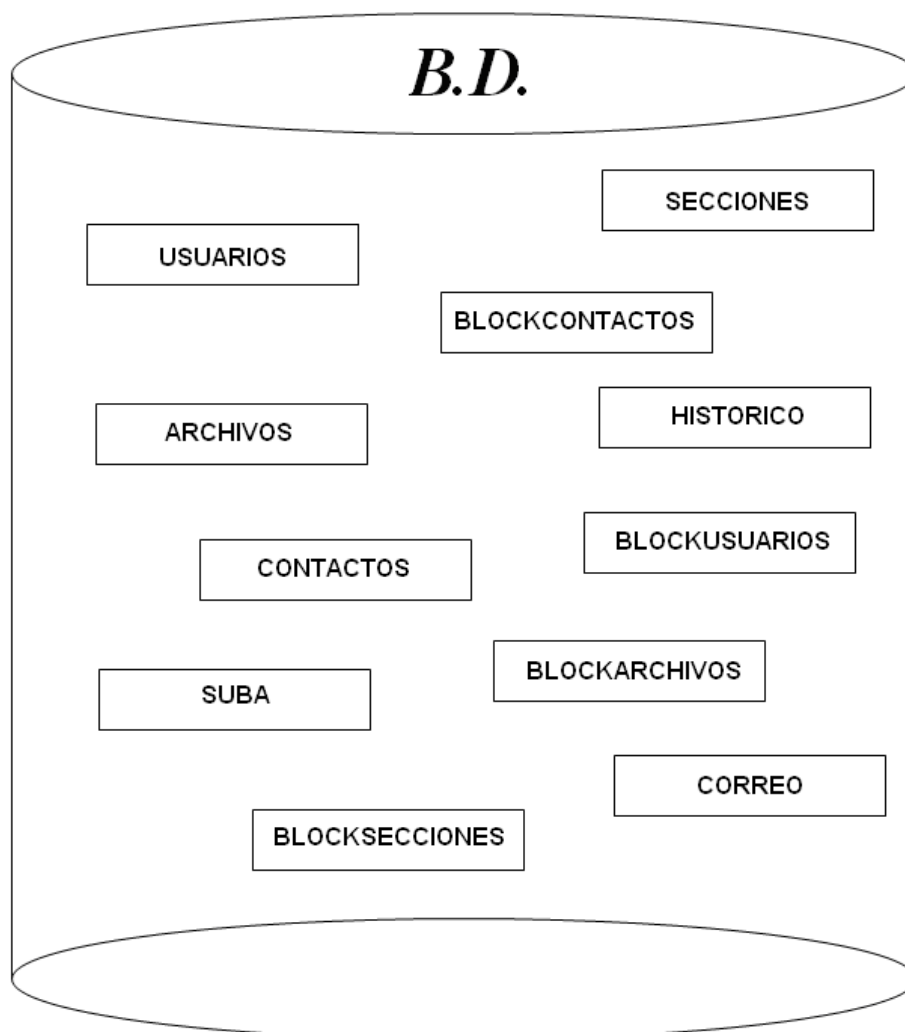 B.D.
SECCIONES
USUARIOS
BLOCKCONTACTOS
HISTORICO
ARCHIVOS
BLOCKUSUARIOS
CONTACTOS
BLOCKARCHIVOS
SUBA
CORREO
BLOCKSECCIONES